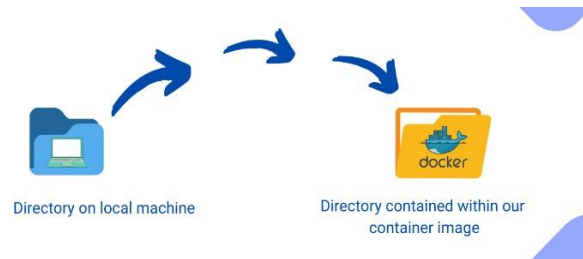 docker
Directory on local machine
Directory contained within our
container image